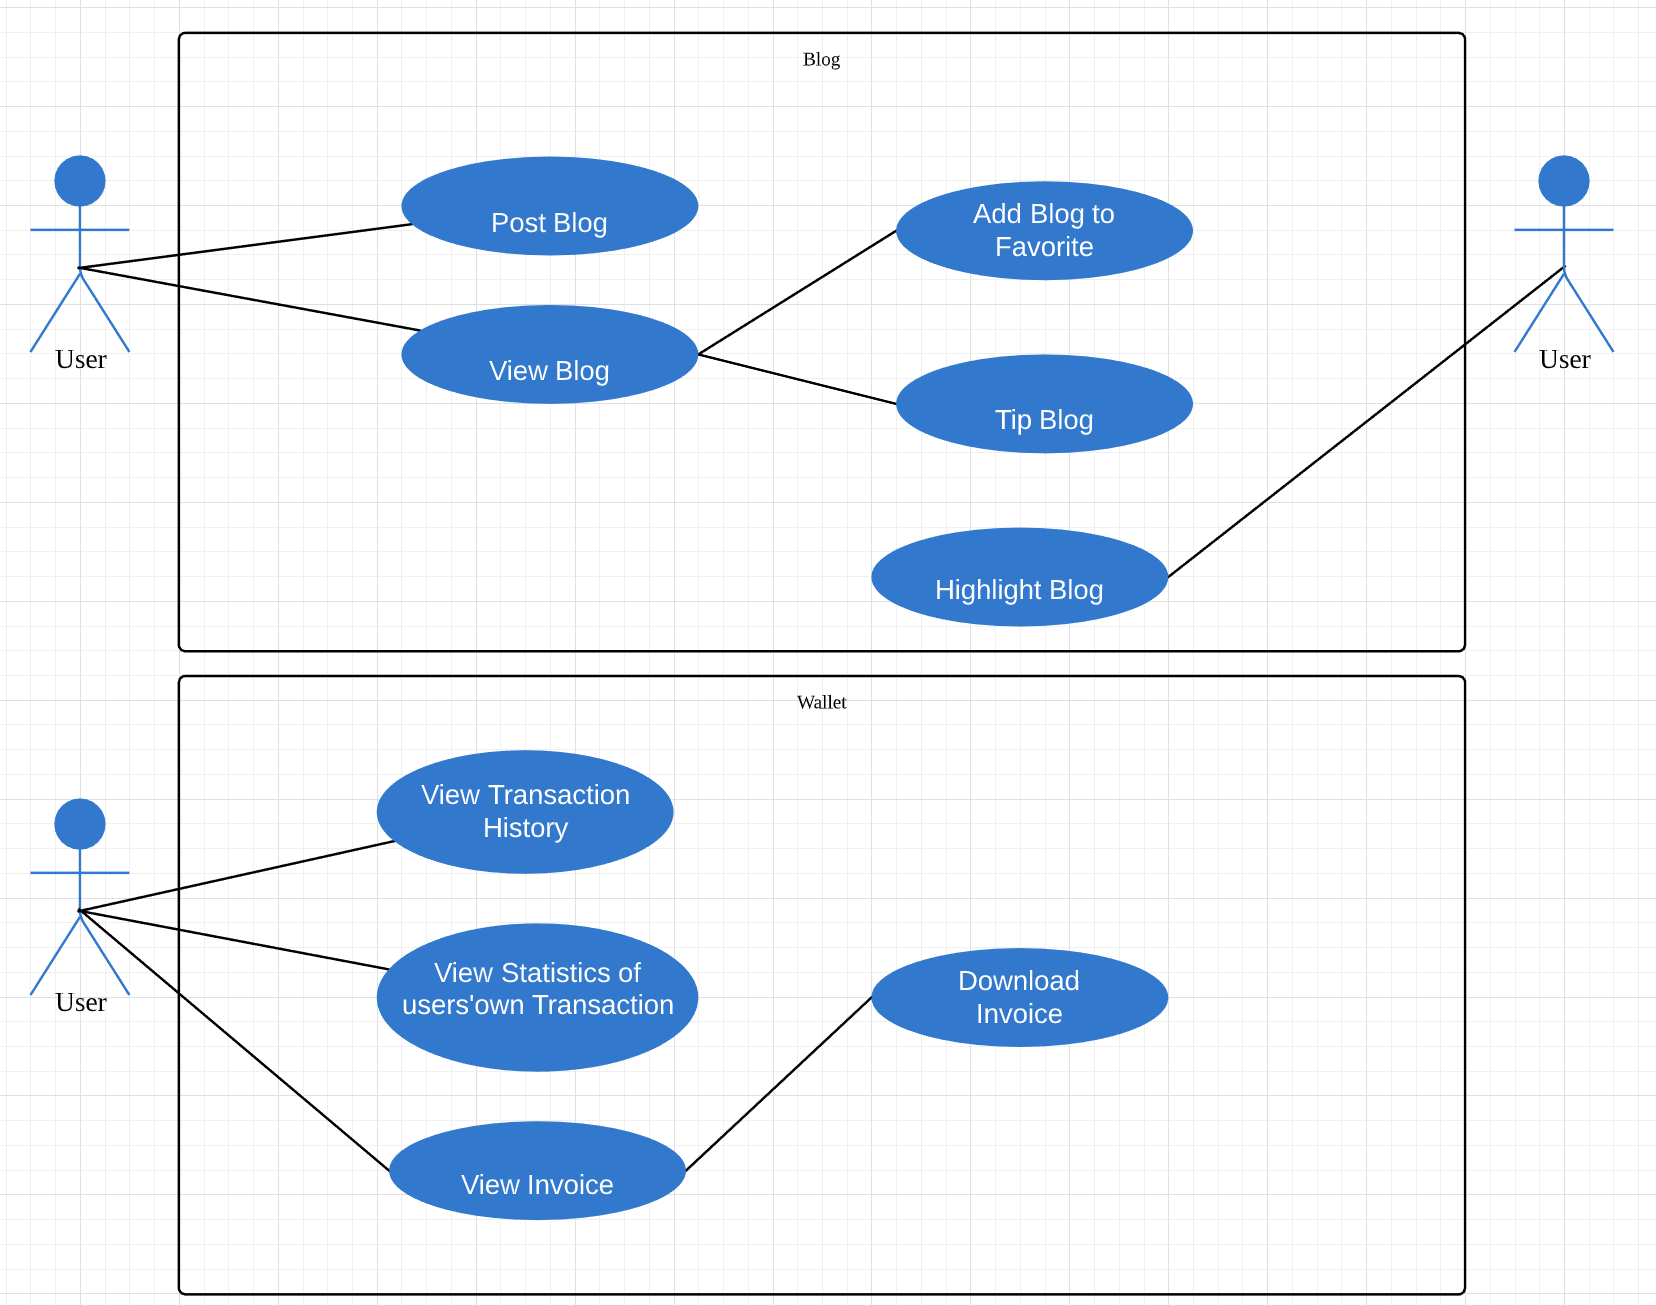 Blog
Post Blog
Add Blog to
Favorite
User
View Blog
User
Tip Blog
Highlight Blog
Wallet
View Transaction
History
View Statistics of
users'own Transaction
Download
Invoice
User
View Invoice